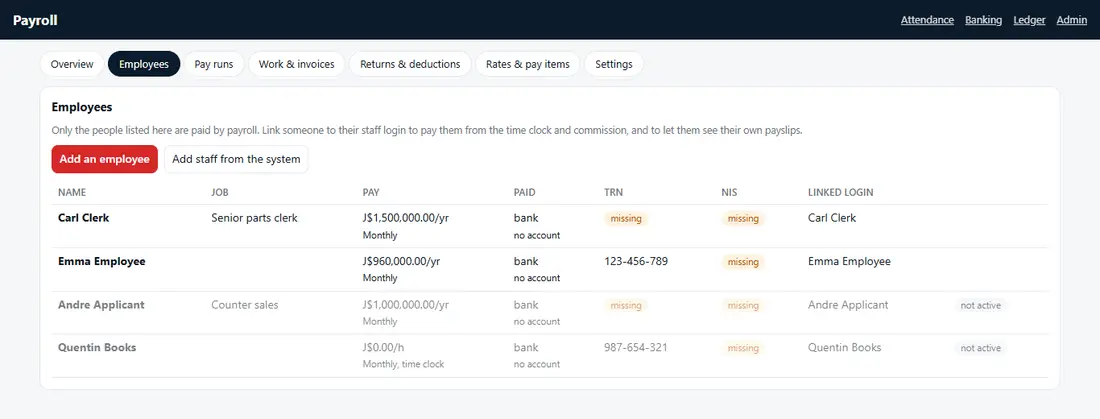 Payroll
Attendance Banking Ledger Admin
Overview Employees Pay runs Work & invoices Returns & deductions Rates & pay items Settings
Employees
Only the people listed here are paid by payroll. Link someone to their staff login to pay them from the time clock and commission, and to let them see their own payslips.
Add an employee Add staff from the system
NAME JOB PAY PAID TRN NIS LINKED LOGIN
Carl Clerk Senior parts clerk J$1,500,000.00/yr bank missing missing Carl Clerk
Monthly no account
Emma Employee J$960,000.00/yr bank 123-456-789 missing Emma Employee
Monthly no account
Andre Applicant Counter sales J$1,000,000.00/yr bank missing missing Andre Applicant not active
Monthly no account
Quentin Books J$0.00/h bank 987-654-321 missing Quentin Books not active
Monthly, time clock no account